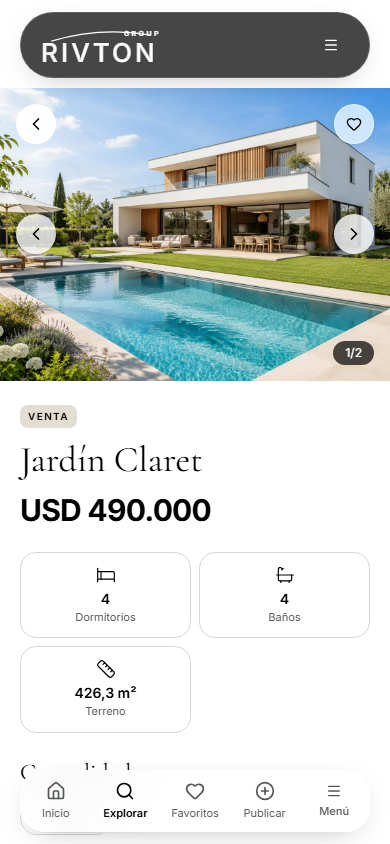 GROUP
RIVTON
1/2
VENTA
Jardín Claret
USD 490.000
4
Dormitorios
4
Baños
426,3 m²
Terreno
Inicio
Explorar
Favoritos
Publicar
Menú